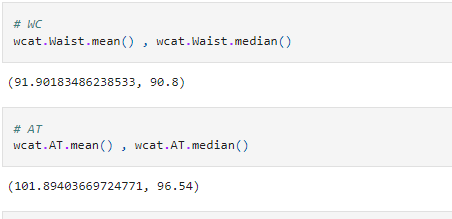 # WC
wcat.Waist.mean() , wcat.Waist.median()
(91.90183486238533, 90.8)
# AT
wcat.AT.mean() , wcat.AT.median()
(101.89403669724771, 96.54)